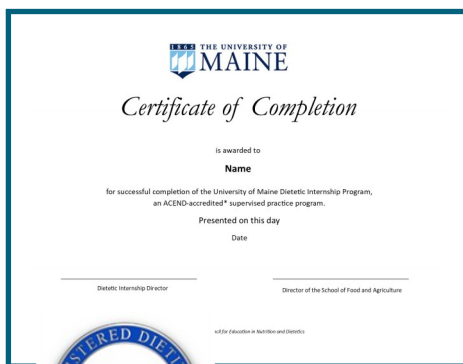 1865 THE UNIVERSITY OF
MAINE
Certificate of Completion
is awarded to
Name
for successful completion of the University of Maine Dietetic Internship Program,
an ACEND-accredited* supervised practice program.
Presented on this day
Date
Dietetic Internship Director
Director of the School of Food and Agriculture
for Education in Nutrition and Dietetics
STERED DIET